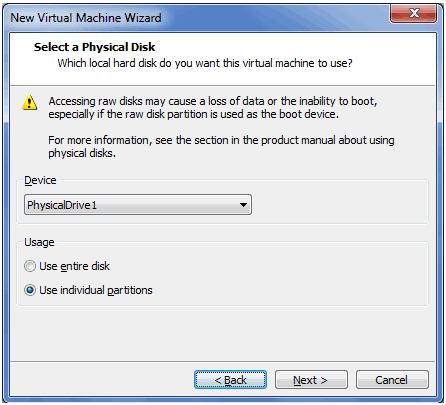 New Virtual Machine Wizard
Select a Physical Disk
Which local hard disk do you want this virtual machine to use?
Accessing raw disks may cause a loss of data or the inability to boot,
especially if the raw disk partition is used as the boot device.
For more information, see the section in the product manual about using
physical disks.
Device
PhysicalDrive1
Usage
Use entire disk
Use individual partitions
< Back
Next >
Cancel